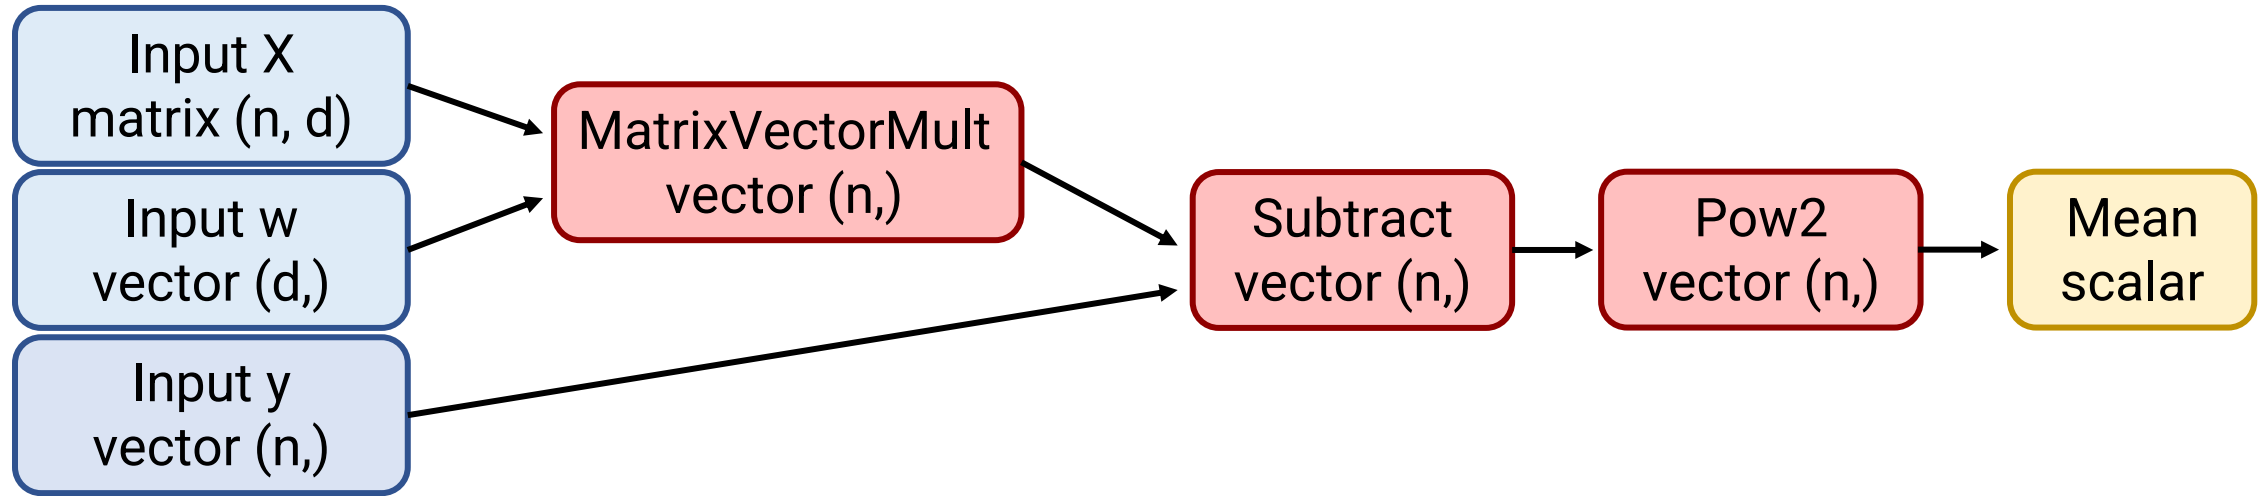 Input X
matrix (n, d)
Input w
vector (d,)
Input y
vector (n,)
MatrixVectorMult
vector (n,)
Subtract
vector (n,)
Pow2
vector (n,)
Mean
scalar